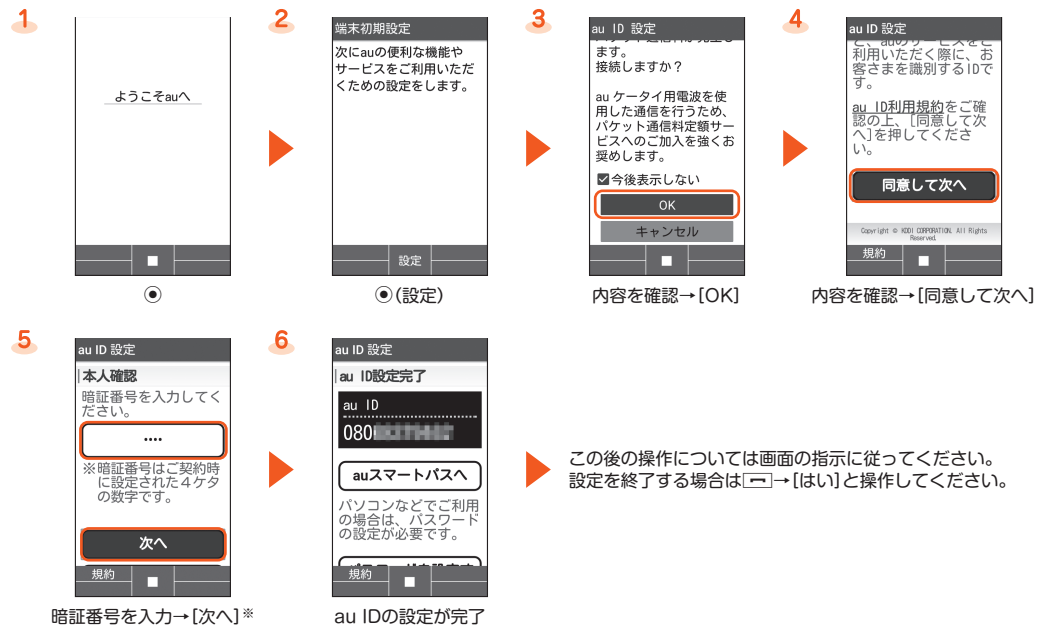 1
ようこそauへ
2
端末初期設定
次にauの便利な機能や
サービスをご利用いただ
くための設定をします。
設定
(設定)
3
au ID 設定
ます。
接続しますか?
au ケータイ用電波を使
用した通信を行うため、
パケット通信料定額サー
ビスへのご加入を強くお
奨めします。
今後表示しない
OK
キャンセル
内容を確認→[OK]
4
au ID 設定
と、auのサービスをご
利用いただく際に、お
客さまを識別するIDで
す。
au ID利用規約をご確
認の上、[同意して次
へ]を押してくださ
い。
同意して次へ
Copyright © KDDI CORPORATION. All Rights
Reserved.
規約
内容を確認→[同意して次へ]
5
au ID 設定
本人確認
暗証番号を入力してく
ださい。
････
※暗証番号はご契約時
に設定された4ケタ
の数字です。
次へ
規約
暗証番号を入力→[次へ]※
6
au ID 設定
au ID設定完了
au ID
080
auスマートパスへ
パソコンなどでご利用
の場合は、パスワード
の設定が必要です。
規約
au IDの設定が完了
この後の操作については画面の指示に従ってください。
設定を終了する場合は→[はい]と操作してください。